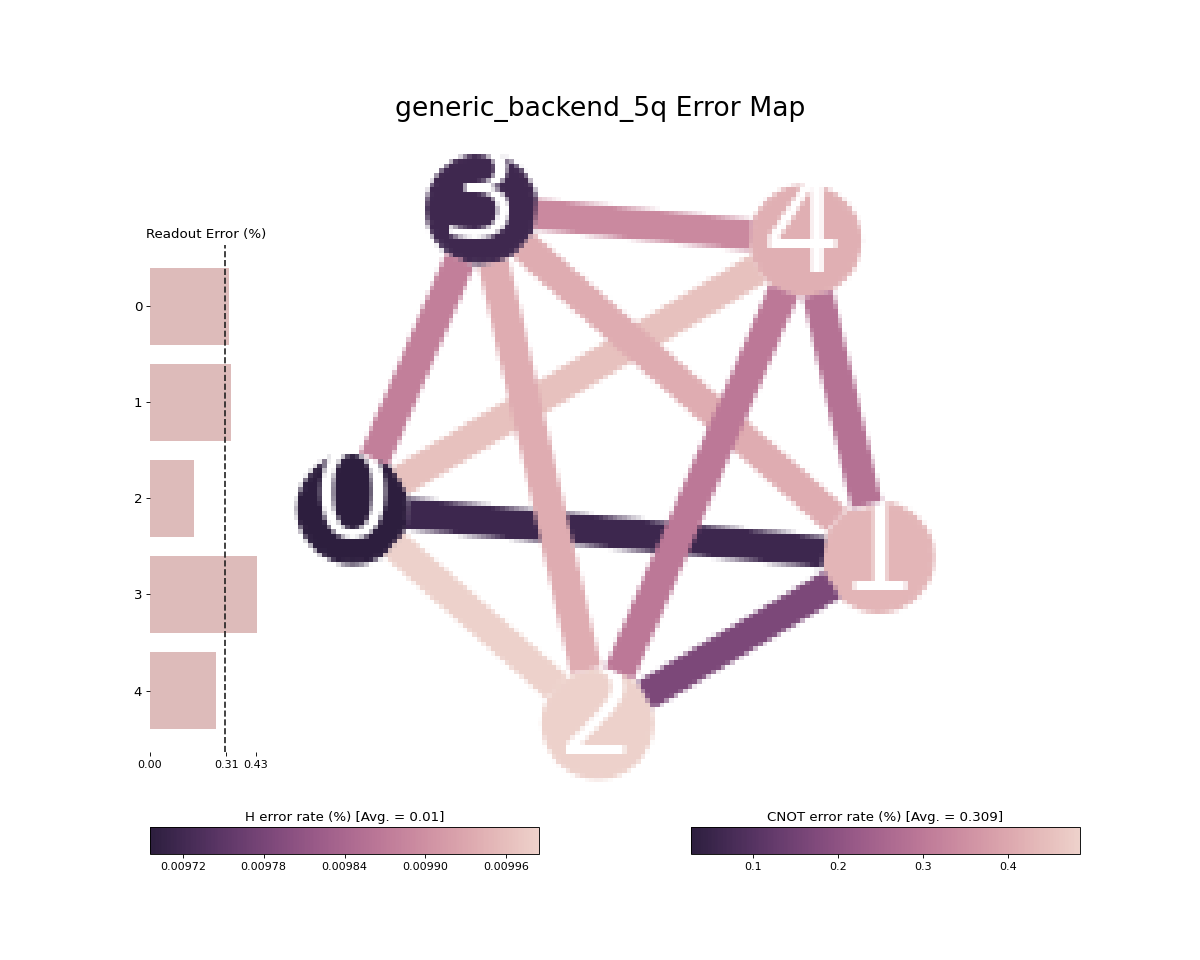 generic_backend_5q Error Map
3
4
Readout Error (%)
0
1
2
3
4
0
1
2
0.00 0.31 0.43
H error rate (%) [Avg. = 0.01]
0.00972 0.00978 0.00984 0.00990 0.00996
CNOT error rate (%) [Avg. = 0.309]
0.1 0.2 0.3 0.4